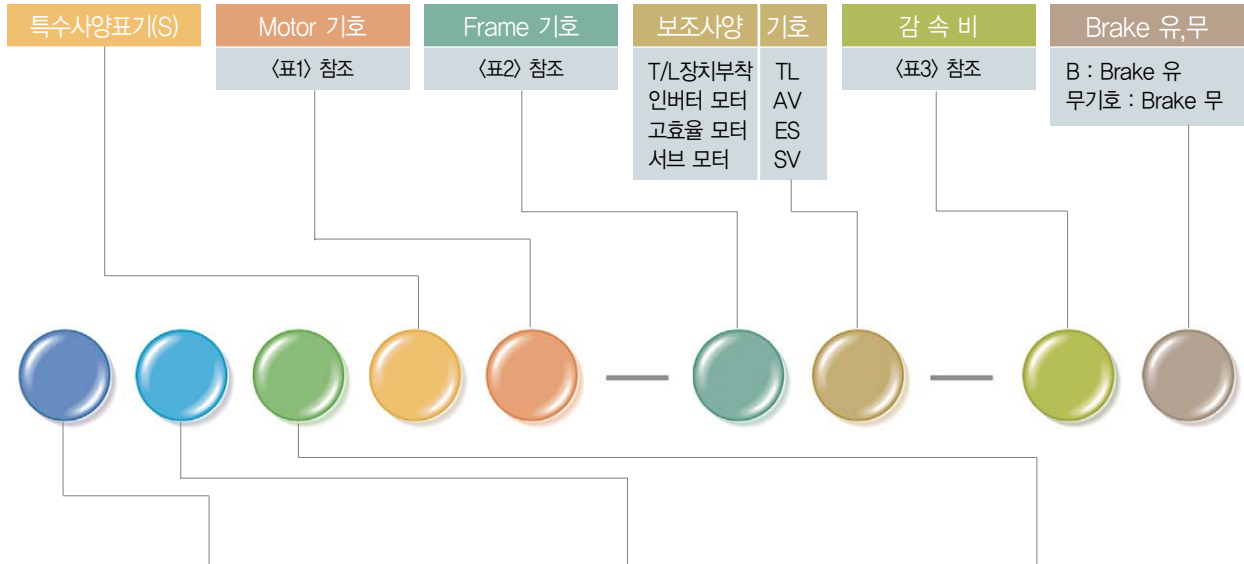 특수사양표기(S)
Motor 기호
〈표1〉 참조
Frame 기호
〈표2〉 참조
보조사양 기호
T/L장치부착 TL
인버터 모터 AV
고효율 모터 ES
서브 모터 SV
감 속 비
〈표3〉 참조
Brake 유,무
B : Brake 유
무기호 : Brake 무